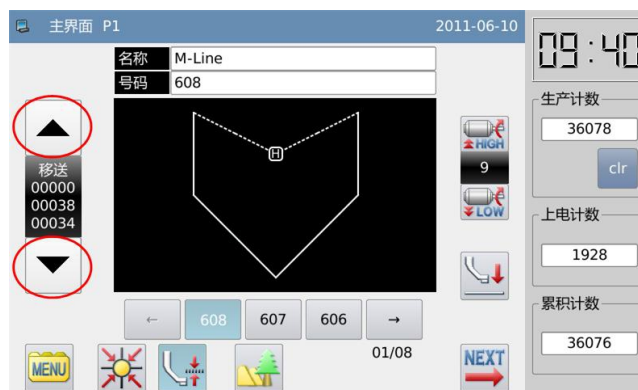 主界面 P1
2011-06-10
09:40
名称
M-Line
号码
608
移送
00000
00038
00034
H
HIGH
9
LOW
←
608
607
606
→
01/08
MENU
NEXT
生产计数
36078
clr
上电计数
1928
累积计数
36076